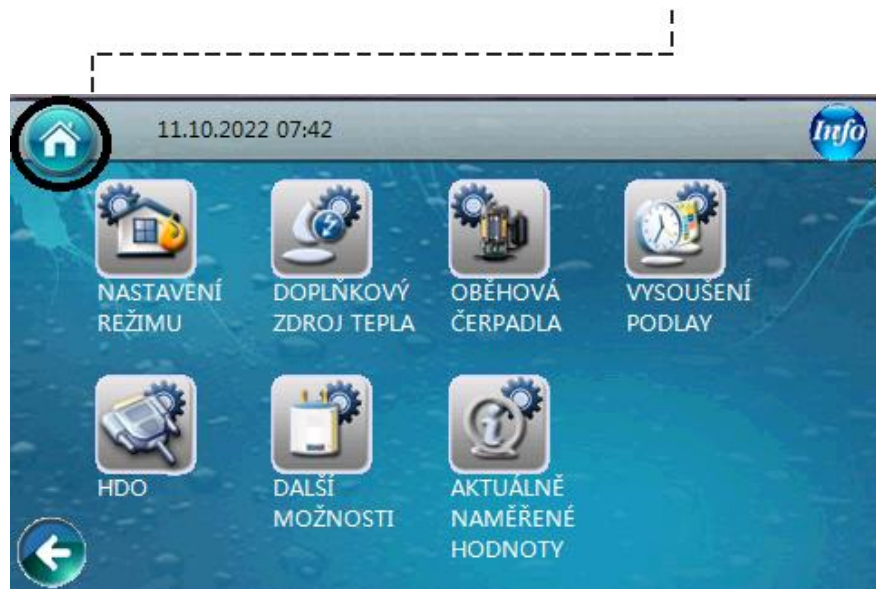 11.10.2022 07:42
Info
NASTAVENÍ
REŽIMU
DOPLŇKOVÝ
ZDROJ TEPLA
OBĚHOVÁ
ČERPADLA
VYSOUŠENÍ
PODLAY
HDO
DALŠÍ
MOŽNOSTI
AKTUÁLNĚ
NAMĚŘENÉ
HODNOTY